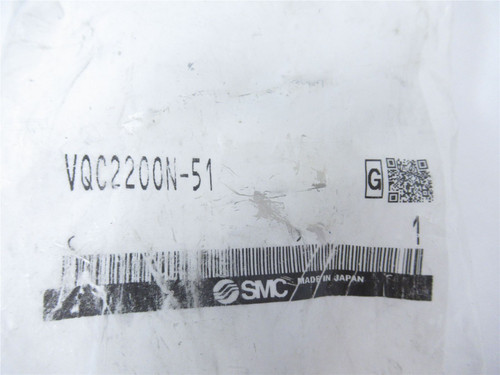 VQC2200N-51
G
1
SMC MADE IN JAPAN